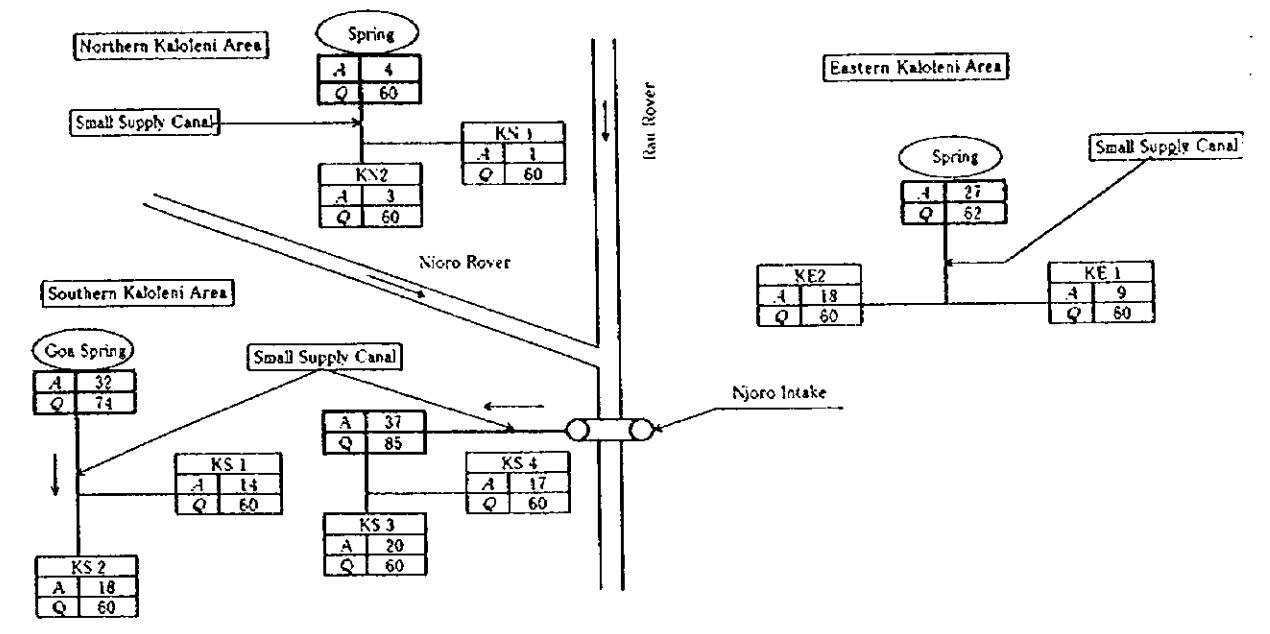 Northern Kaloleni Area
Spring
A 4
Q 60
Small Supply Canal
KN 1
A 1
Q 60
KN2
A 3
Q 60
Rau Rover
Eastern Kaloleni Area
Spring
A 27
Q 62
Small Supply Canal
KE2
A 18
Q 60
KE 1
A 9
Q 60
Njoro Rover
Southern Kaloleni Area
Goa Spring
A 32
Q 74
Small Supply Canal
Njoro Intake
A 37
Q 85
KS 1
A 14
Q 60
KS 4
A 17
Q 60
KS 3
A 20
Q 60
KS 2
A 18
Q 60